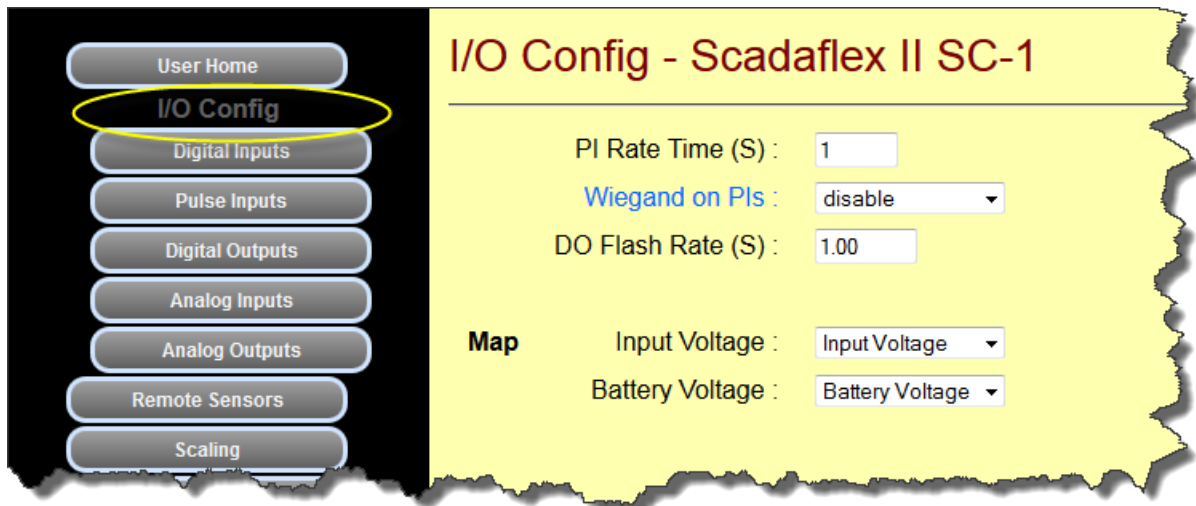 User Home
I/O Config
Digital Inputs
Pulse Inputs
Digital Outputs
Analog Inputs
Analog Outputs
Remote Sensors
Scaling
I/O Config - Scadaflex II SC-1
PI Rate Time (S) : 1
Wiegand on PIs : disable
DO Flash Rate (S) : 1.00
Map Input Voltage : Input Voltage
Battery Voltage : Battery Voltage